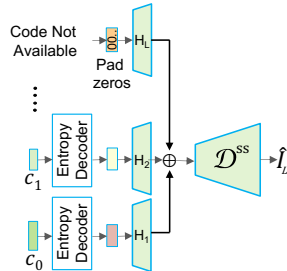 Code Not
Available
00..
Pad
zeros
H_L
....
c_1
Entropy
Decoder
H_2
⊕
𝒟^ss
Î_L
c_0
Entropy
Decoder
H_1